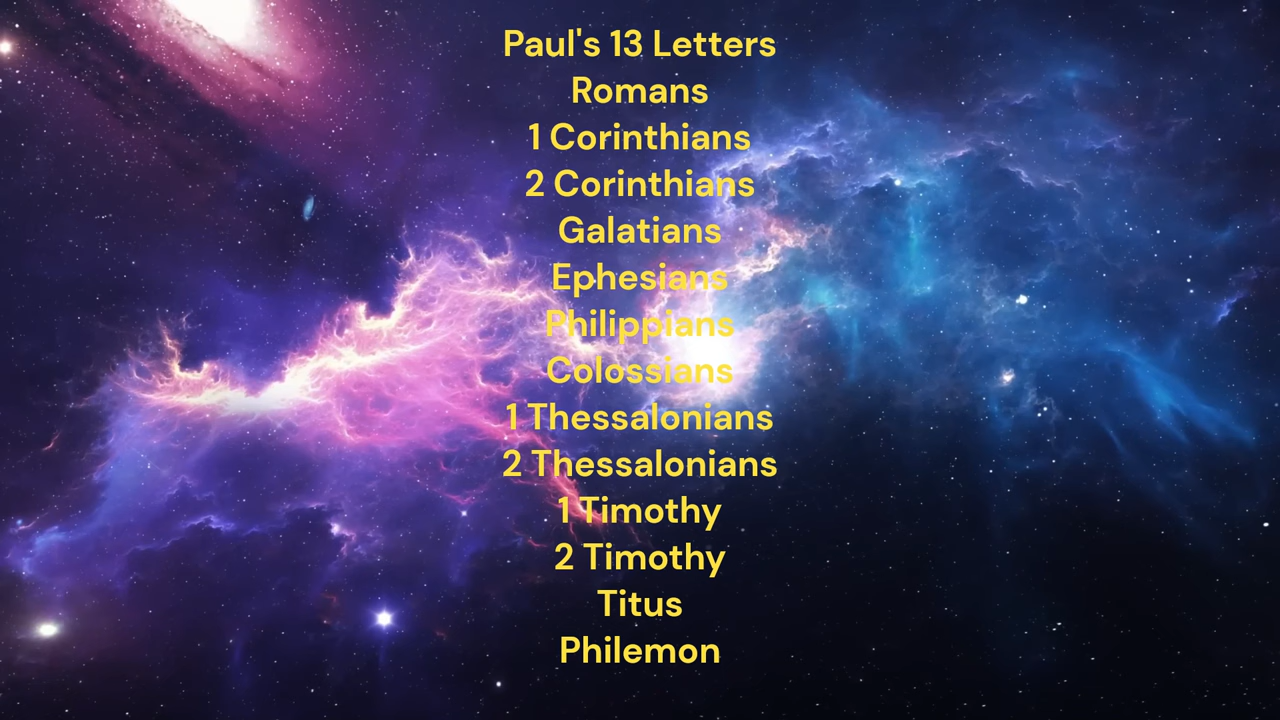 Paul's 13 Letters
Romans
1 Corinthians
2 Corinthians
Galatians
Ephesians
Philippians
Colossians
1 Thessalonians
2 Thessalonians
1 Timothy
2 Timothy
Titus
Philemon